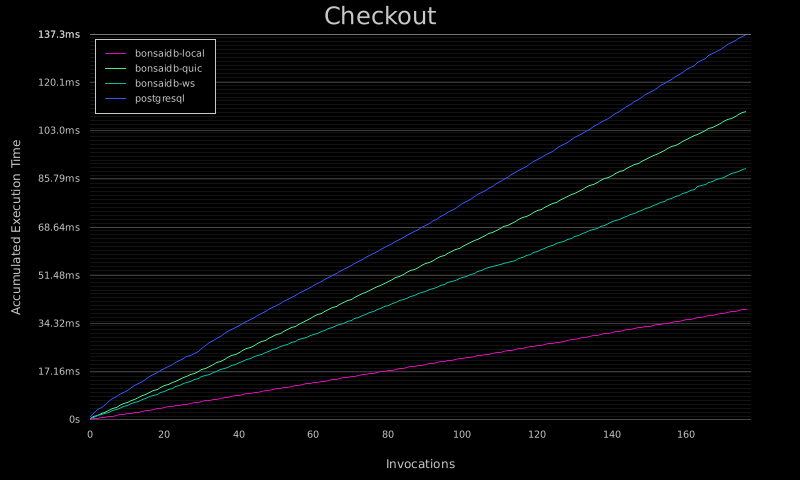 Checkout
137.3ms
120.1ms
103.0ms
85.79ms
68.64ms
51.48ms
34.32ms
17.16ms
0s
bonsaidb-local
bonsaidb-quic
bonsaidb-ws
postgresql
Accumulated Execution Time
0 20 40 60 80 100 120 140 160
Invocations